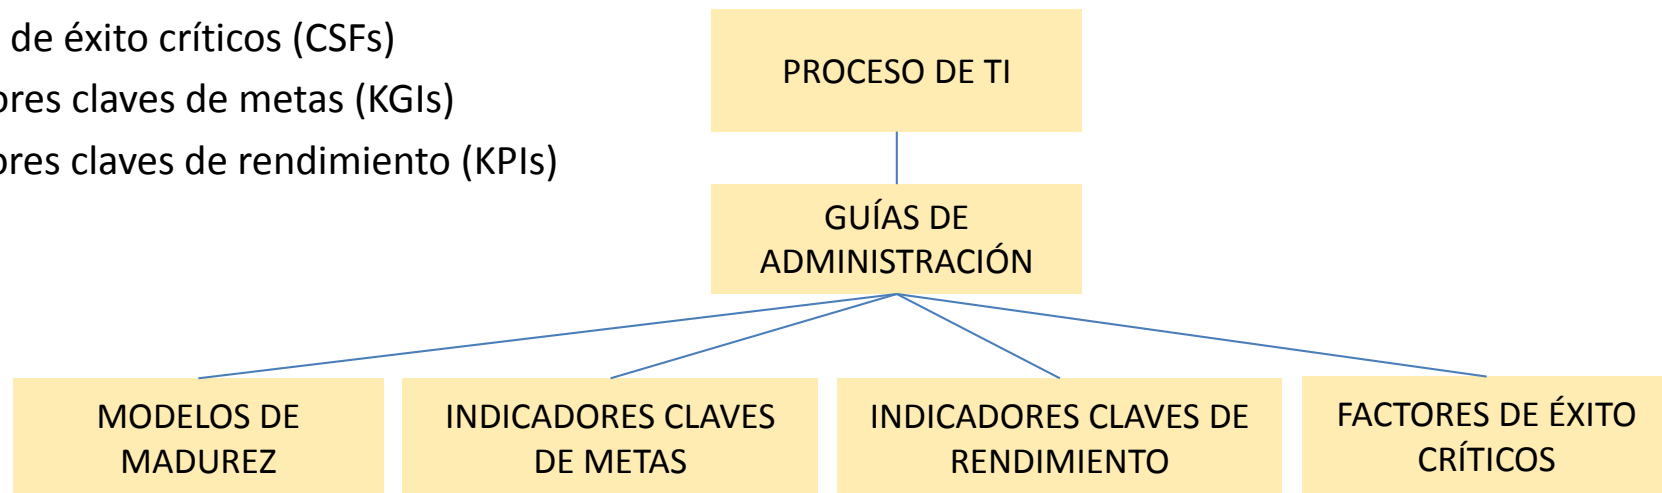 de éxito críticos (CSFs)
ores claves de metas (KGIs)
ores claves de rendimiento (KPIs)
PROCESO DE TI
GUÍAS DE
ADMINISTRACIÓN
MODELOS DE
MADUREZ
INDICADORES CLAVES
DE METAS
INDICADORES CLAVES DE
RENDIMIENTO
FACTORES DE ÉXITO
CRÍTICOS